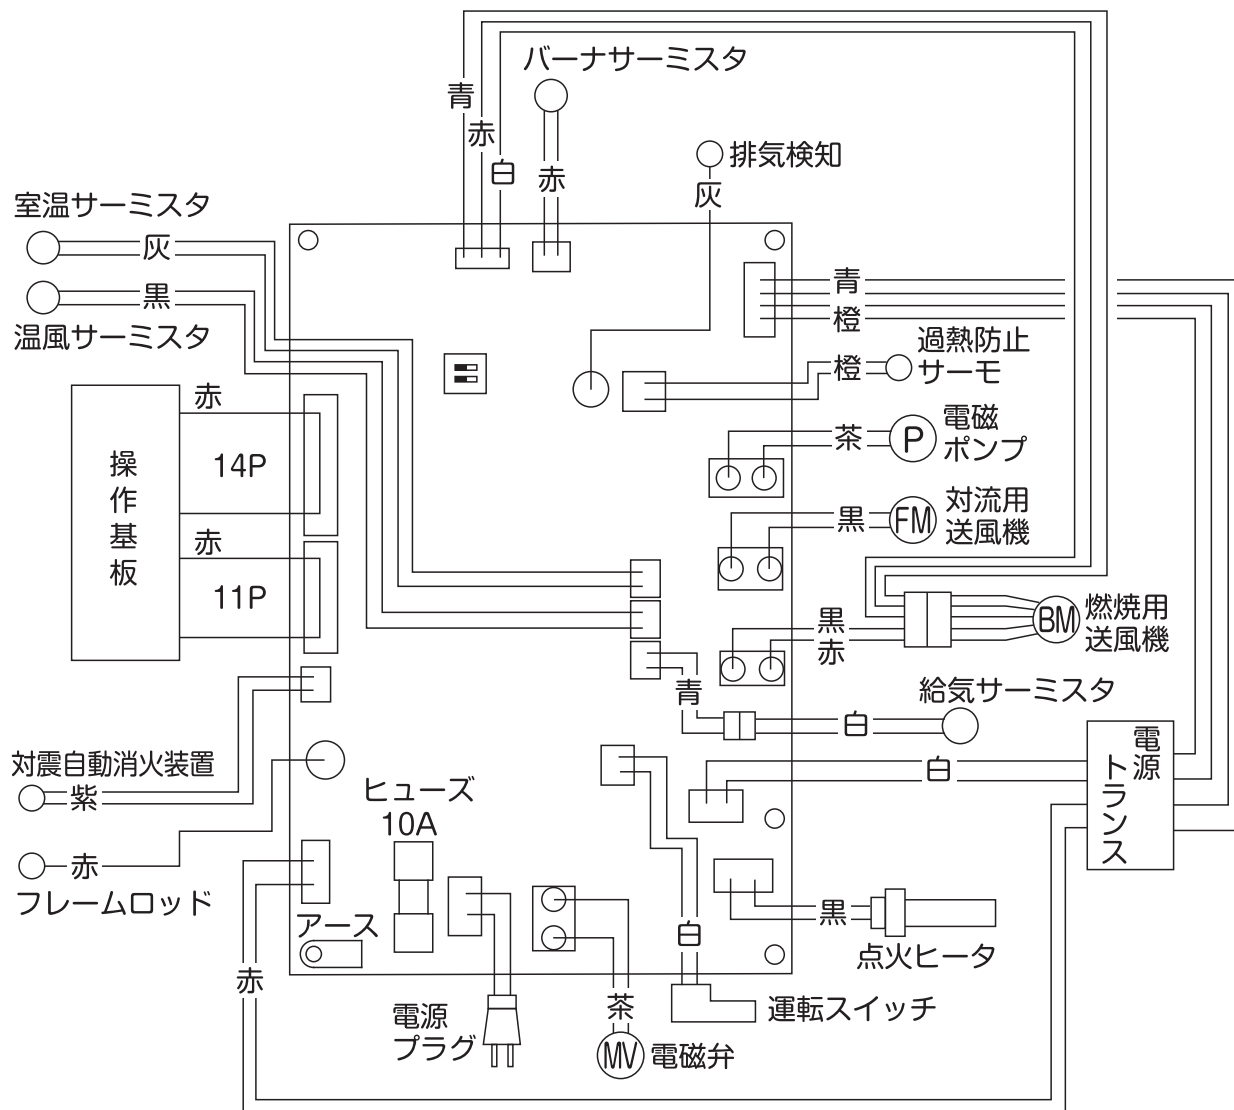 バーナサーミスタ
青
赤
白
赤
排気検知
灰
室温サーミスタ
灰
黒
温風サーミスタ
青
橙
過熱防止
サーモ
橙
電磁
ポンプ
茶
P
対流用
送風機
黒
FM
燃焼用
送風機
黒
赤
BM
赤
14P
操作基板
赤
11P
青
給気サーミスタ
白
対震自動消火装置
紫
電源
トランス
白
ヒューズ
10A
赤
フレームロッド
アース
黒
点火ヒータ
白
赤
運転スイッチ
電源
プラグ
茶
MV
電磁弁